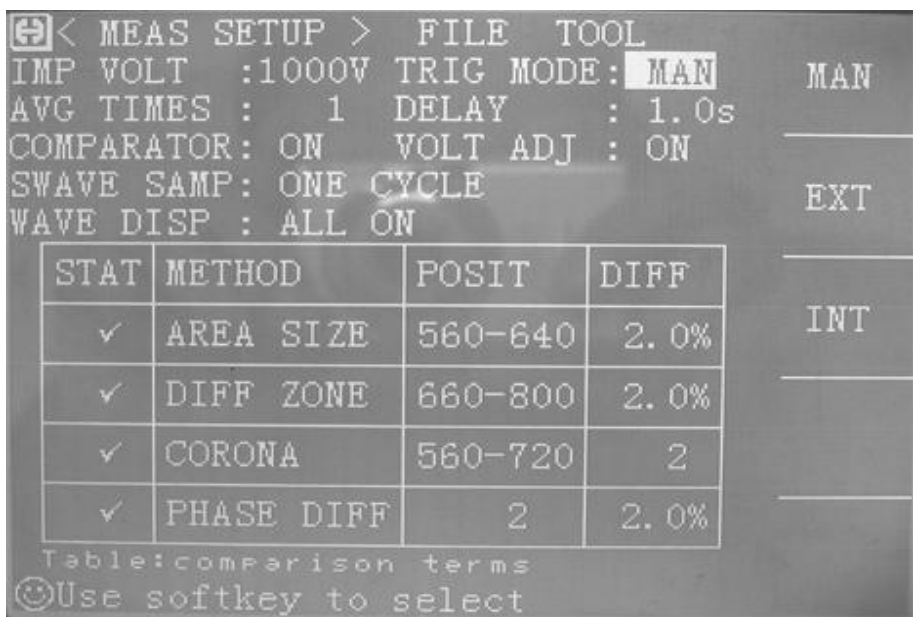 < MEAS SETUP > FILE TOOL
IMP VOLT :1000V TRIG MODE: MAN
MAN
AVG TIMES : 1 DELAY : 1.0s
COMPARATOR: ON VOLT ADJ : ON
SWAVE SAMP: ONE CYCLE
EXT
WAVE DISP : ALL ON
STAT METHOD POSIT DIFF
✓ AREA SIZE 560-640 2.0%
INT
✓ DIFF ZONE 660-800 2.0%
✓ CORONA 560-720 2
✓ PHASE DIFF 2 2.0%
Table:comparison terms
Use softkey to select